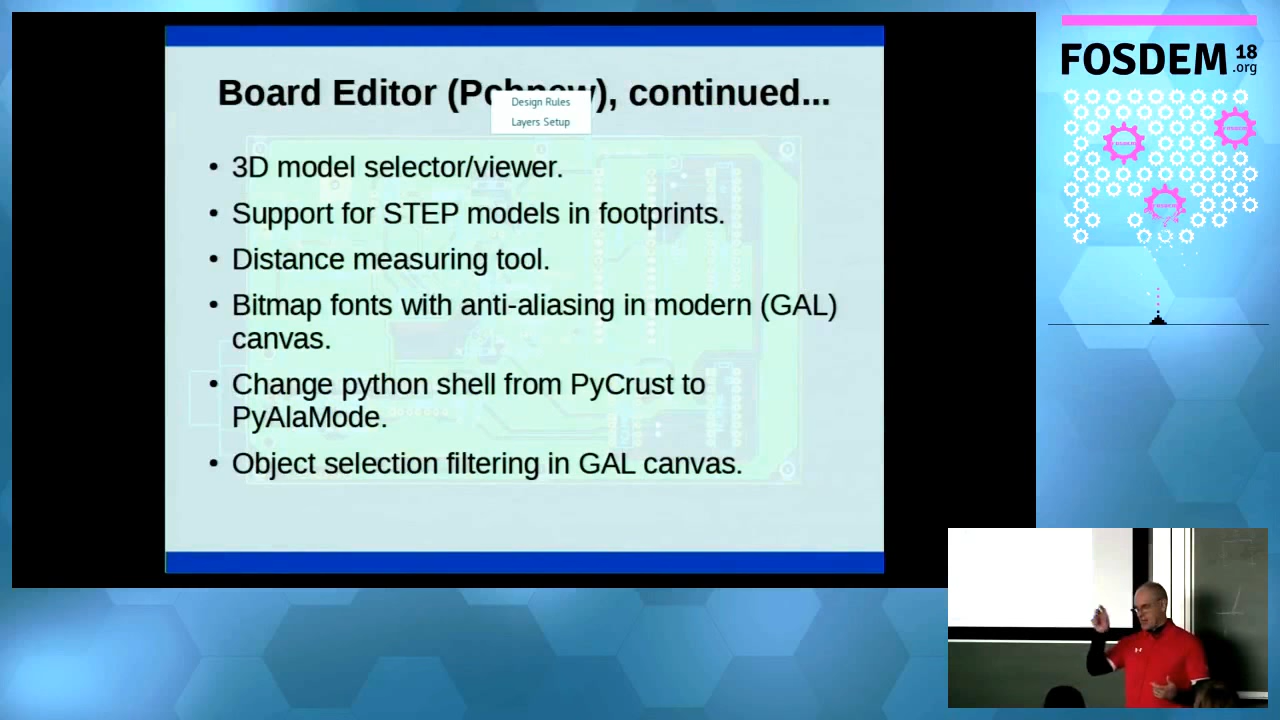 Board Editor (Pcbnew), continued...
Design Rules
Layers Setup
• 3D model selector/viewer.
• Support for STEP models in footprints.
• Distance measuring tool.
• Bitmap fonts with anti-aliasing in modern (GAL)
canvas.
• Change python shell from PyCrust to
PyAlaMode.
• Object selection filtering in GAL canvas.
FOSDEM 18
.org